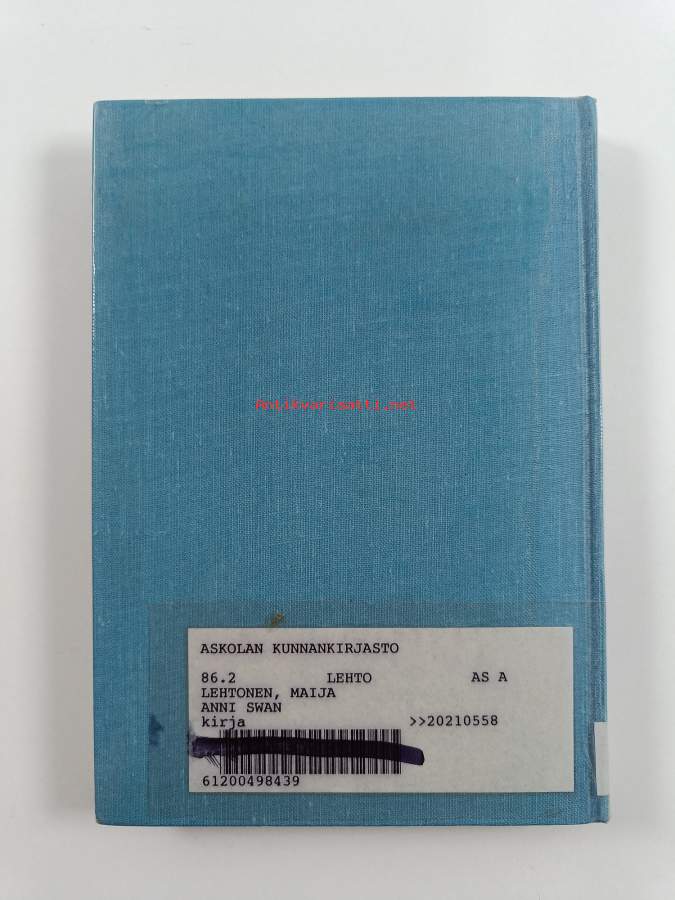 Antikvariaatti.net
ASKOLAN KUNNANKIRJASTO
86.2 LEHTO AS A
LEHTONEN, MAIJA
ANNI SWAN
kirja >>20210558
61200498439